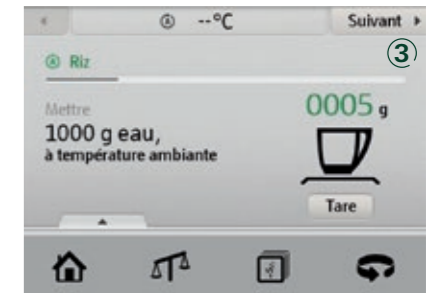 Ⓐ --°C Suivant
③
Ⓐ Riz
Mettre
0005 g
1000 g eau,
à température ambiante
Tare